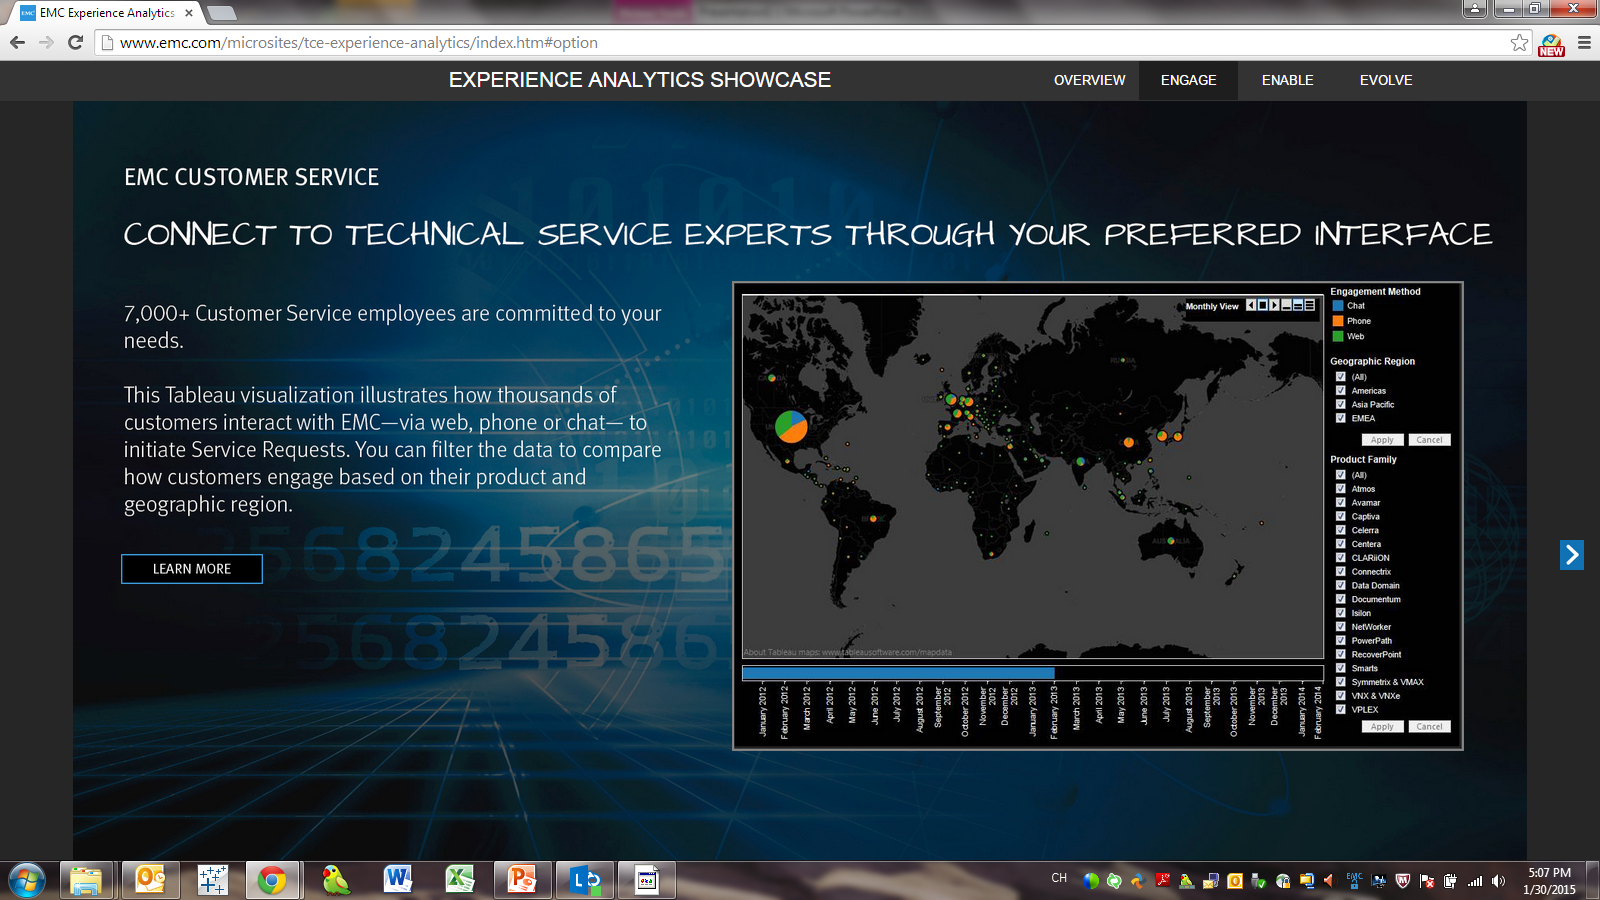 EMC Experience Analytics
www.emc.com/microsites/tce-experience-analytics/index.htm#option
NEW
EXPERIENCE ANALYTICS SHOWCASE
OVERVIEW
ENGAGE
ENABLE
EVOLVE
EMC CUSTOMER SERVICE
CONNECT TO TECHNICAL SERVICE EXPERTS THROUGH YOUR PREFERRED INTERFACE
7,000+ Customer Service employees are committed to your
needs.
This Tableau visualization illustrates how thousands of
customers interact with EMC—via web, phone or chat— to
initiate Service Requests. You can filter the data to compare
how customers engage based on their product and
geographic region.
LEARN MORE
Monthly View
About Tableau maps: www.tableausoftware.com/mapdata
January 2012
February 2012
March 2012
April 2012
May 2012
June 2012
July 2012
August 2012
September
2012
October 2012
November
2012
December
2012
January 2013
February 2013
March 2013
April 2013
May 2013
June 2013
July 2013
August 2013
September
2013
October 2013
November
2013
December
2013
January 2014
February 2014
Engagement Method
Chat
Phone
Web
Geographic Region
(All)
Americas
Asia Pacific
EMEA
Apply
Cancel
Product Family
(All)
Atmos
Avamar
Captiva
Celerra
Centera
CLARiiON
Connectrix
Data Domain
Documentum
Isilon
NetWorker
PowerPath
RecoverPoint
Smarts
Symmetrix & VMAX
VNX & VNXe
VPLEX
Apply
Cancel
CH
EMC
5:07 PM
1/30/2015